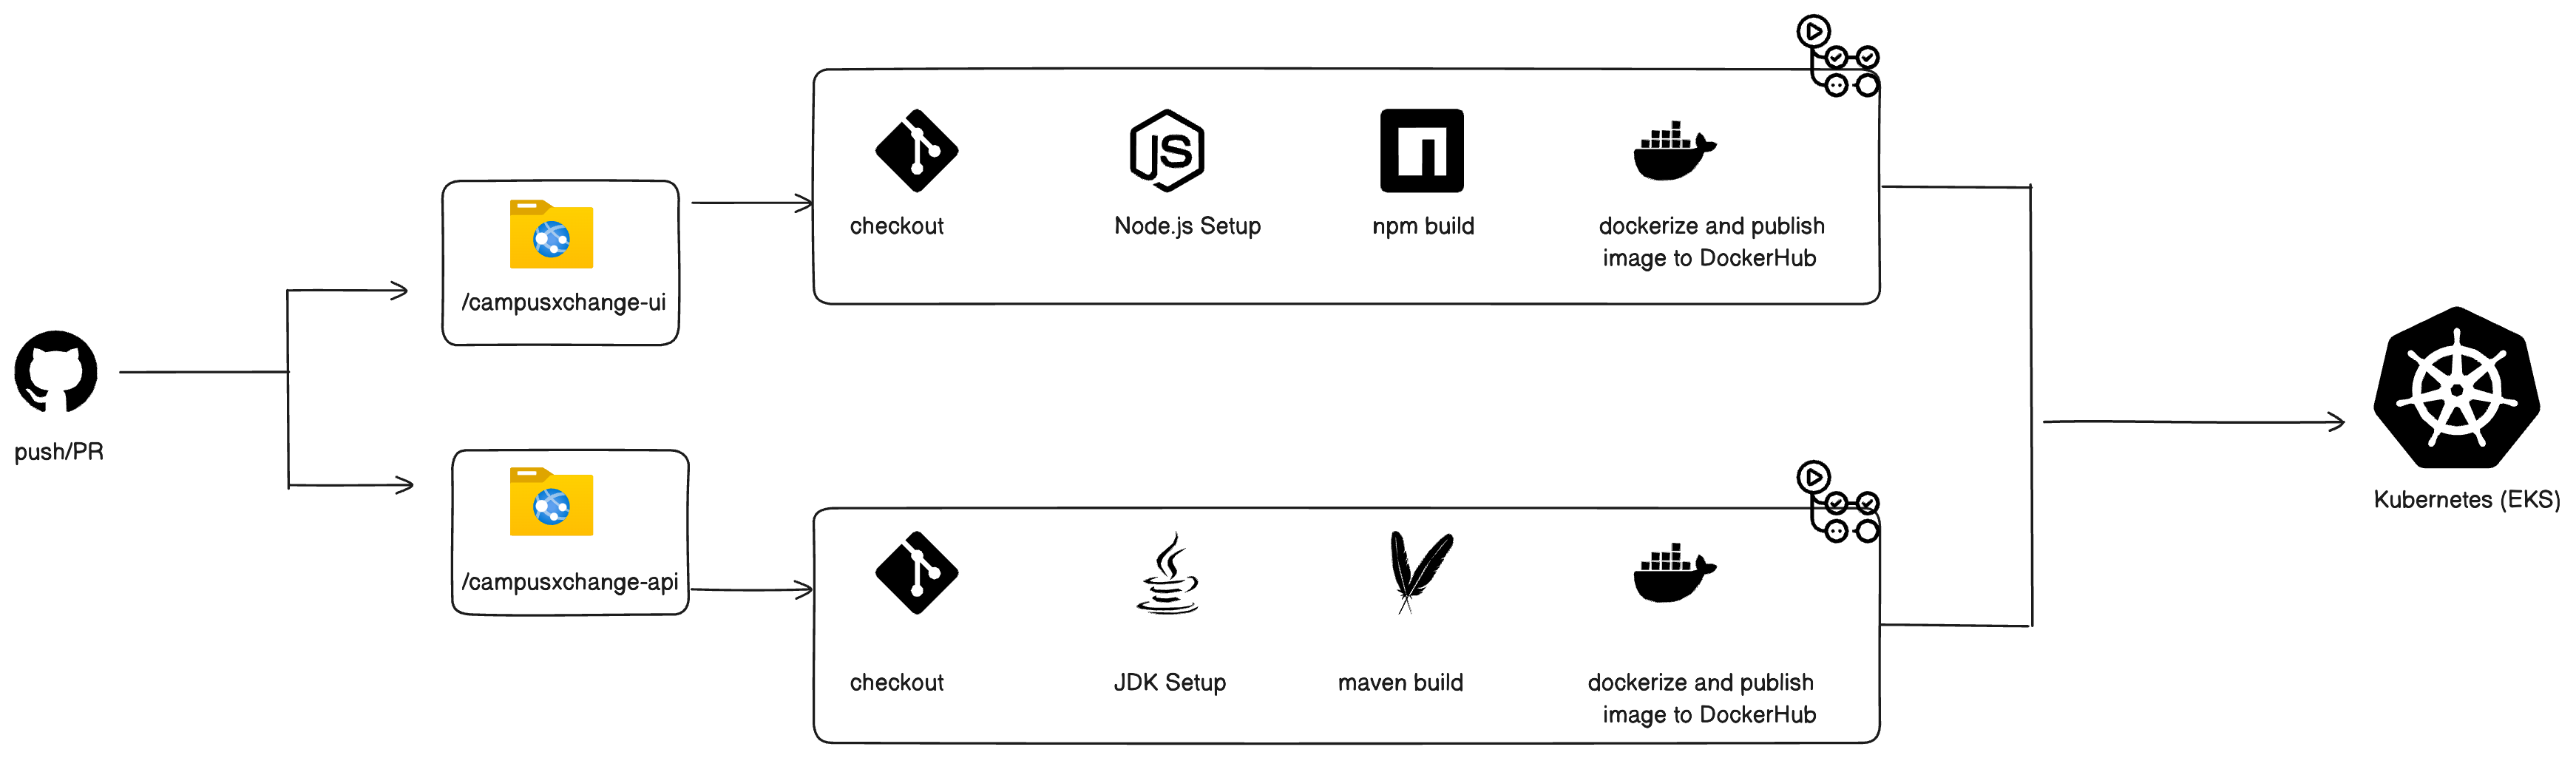 push/PR
/campusxchange-ui
checkout
Node.js Setup
npm build
dockerize and publish
image to DockerHub
/campusxchange-api
checkout
JDK Setup
maven build
dockerize and publish
image to DockerHub
Kubernetes (EKS)